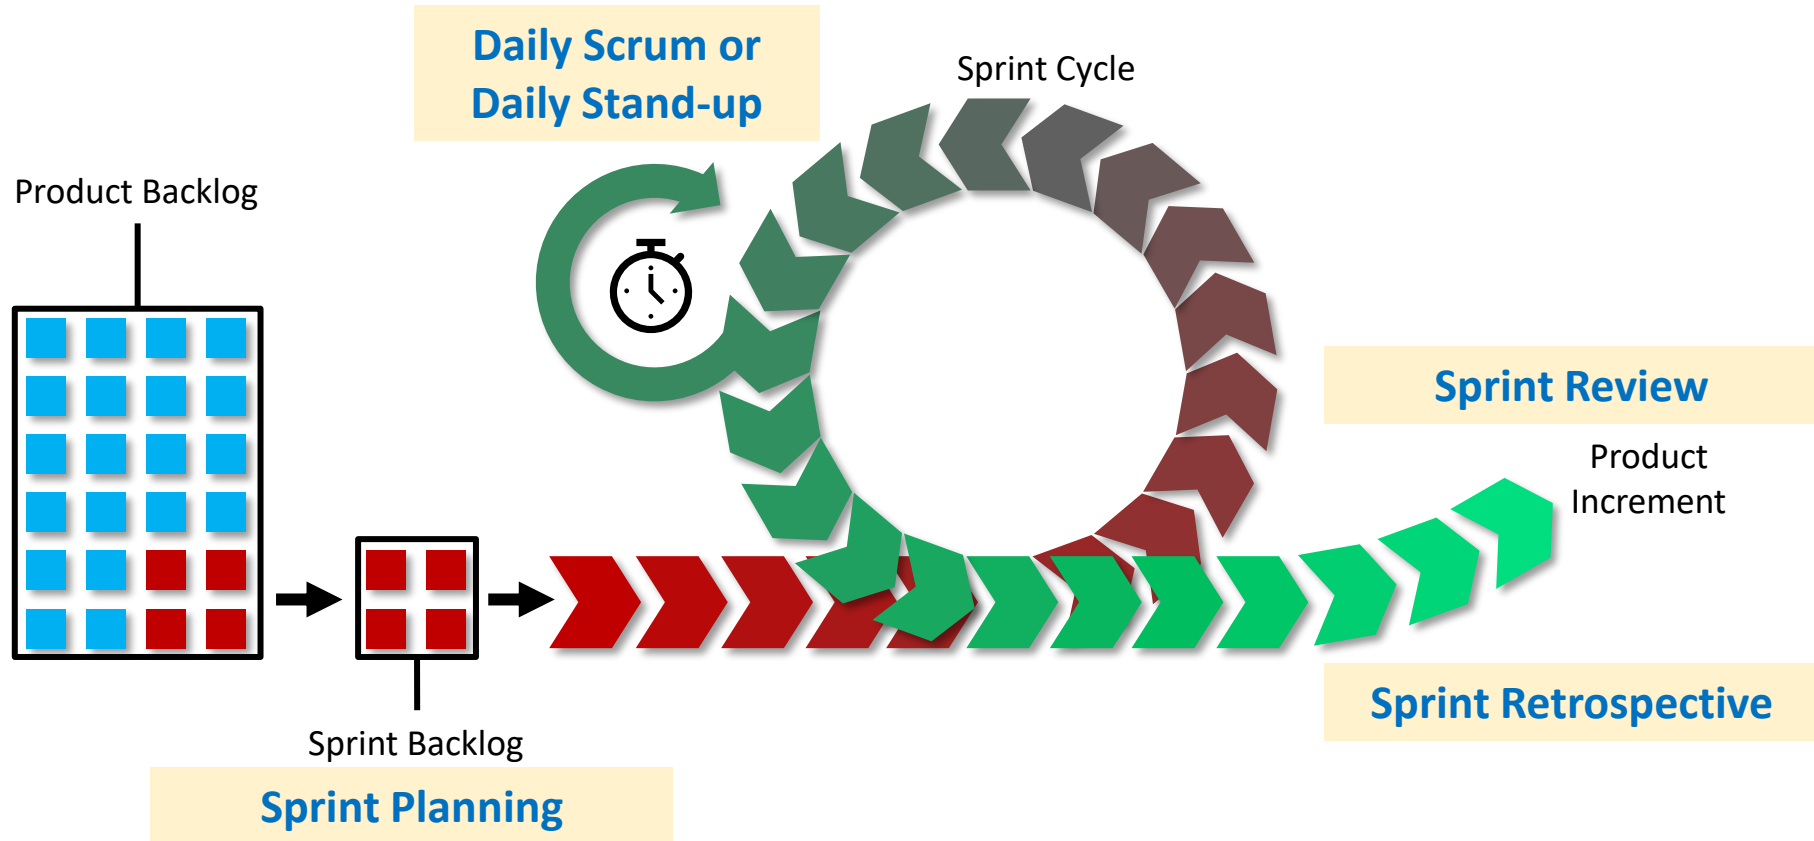 Daily Scrum or
Daily Stand-up
Sprint Cycle
Product Backlog
Sprint Review
Product
Increment
Sprint Retrospective
Sprint Backlog
Sprint Planning